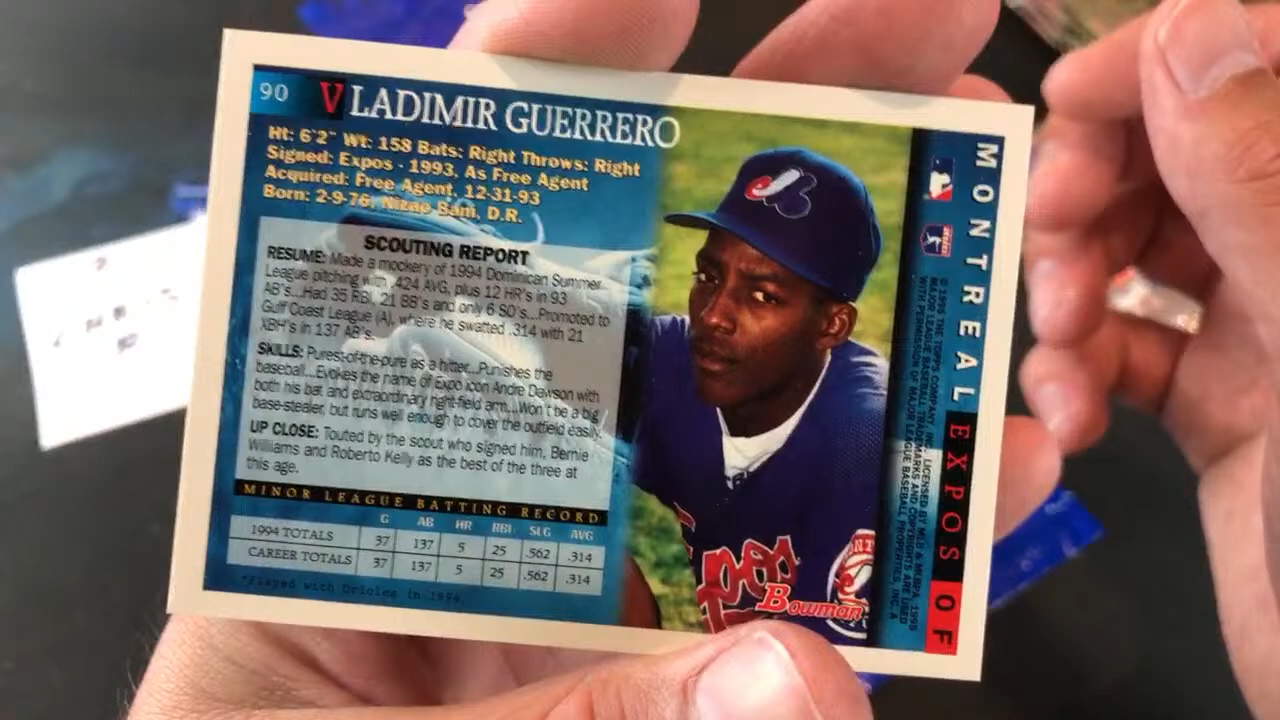 90 VLADIMIR GUERRERO
Ht: 6'2" Wt: 158 Bats: Right Throws: Right
Signed: Expos - 1993, As Free Agent
Acquired: Free Agent, 12-31-93
Born: 2-9-76, Nizao Bani, D.R.
SCOUTING REPORT
RESUME: Made a mockery of 1994 Dominican Summer
League pitching with .424 AVG, plus 12 HR's in 93
AB's...Had 35 RBI, 21 BB's and only 6 SO's...Promoted to
Gulf Coast League (A), where he swatted .314 with 21
XBH's in 137 AB's.
SKILLS: Purest-of-the-pure as a hitter...Punishes the
baseball...Evokes the name of Expo icon Andre Dawson with
both his bat and extraordinary right-field arm...Won't be a big
base-stealer, but runs well enough to cover the outfield easily.
UP CLOSE: Touted by the scout who signed him, Bernie
Williams and Roberto Kelly as the best of the three at
this age.
MINOR LEAGUE BATTING RECORD
G AB HR RBI SLG AVG
1994 TOTALS 37 137 5 25 .562 .314
CAREER TOTALS 37 137 5 25 .562 .314
*Played with Orioles in 1994.
Expos
Bowman
MONTREAL EXPOS OF
© 1995 THE TOPPS COMPANY, INC. LICENSED BY MLB & MLBPA, 1995
MAJOR LEAGUE BASEBALL TRADEMARKS AND COPYRIGHTS ARE USED
WITH PERMISSION OF MAJOR LEAGUE BASEBALL PROPERTIES, INC. A